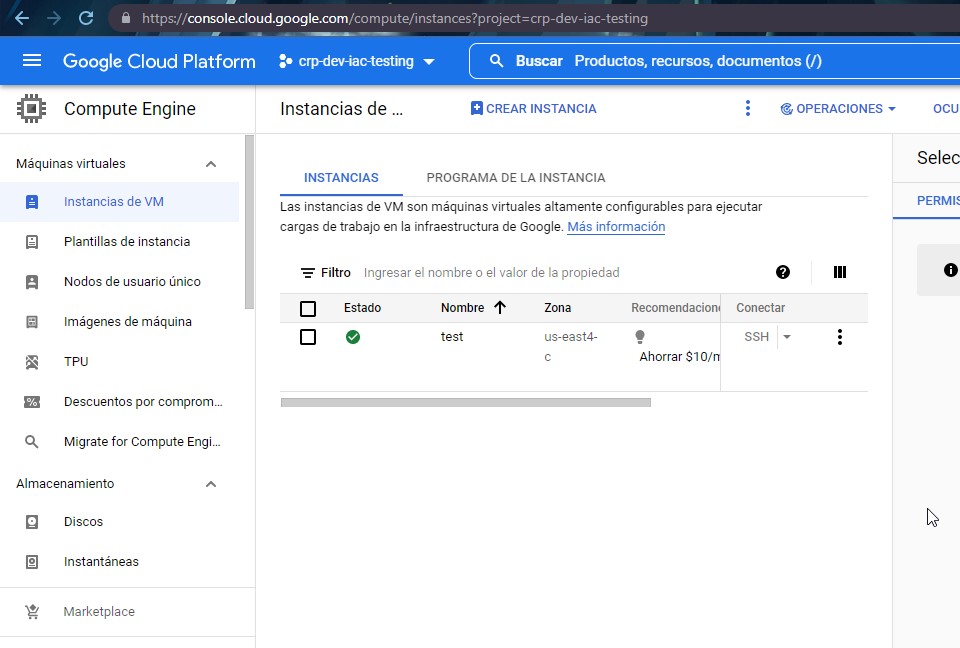 https://console.cloud.google.com/compute/instances?project=crp-dev-iac-testing
Google Cloud Platform
crp-dev-iac-testing
Buscar Productos, recursos, documentos (/)
Compute Engine
Instancias de ...
CREAR INSTANCIA
OPERACIONES
OCU
Máquinas virtuales
Instancias de VM
Plantillas de instancia
Nodos de usuario único
Imágenes de máquina
TPU
Descuentos por comprom...
Migrate for Compute Engi...
Almacenamiento
Discos
Instantáneas
Marketplace
INSTANCIAS PROGRAMA DE LA INSTANCIA
Las instancias de VM son máquinas virtuales altamente configurables para ejecutar
cargas de trabajo en la infraestructura de Google. Más información
Filtro Ingresar el nombre o el valor de la propiedad
Estado Nombre Zona Recomendacione Conectar
test us-east4- SSH
c Ahorrar $10/m
Selec
PERMIS